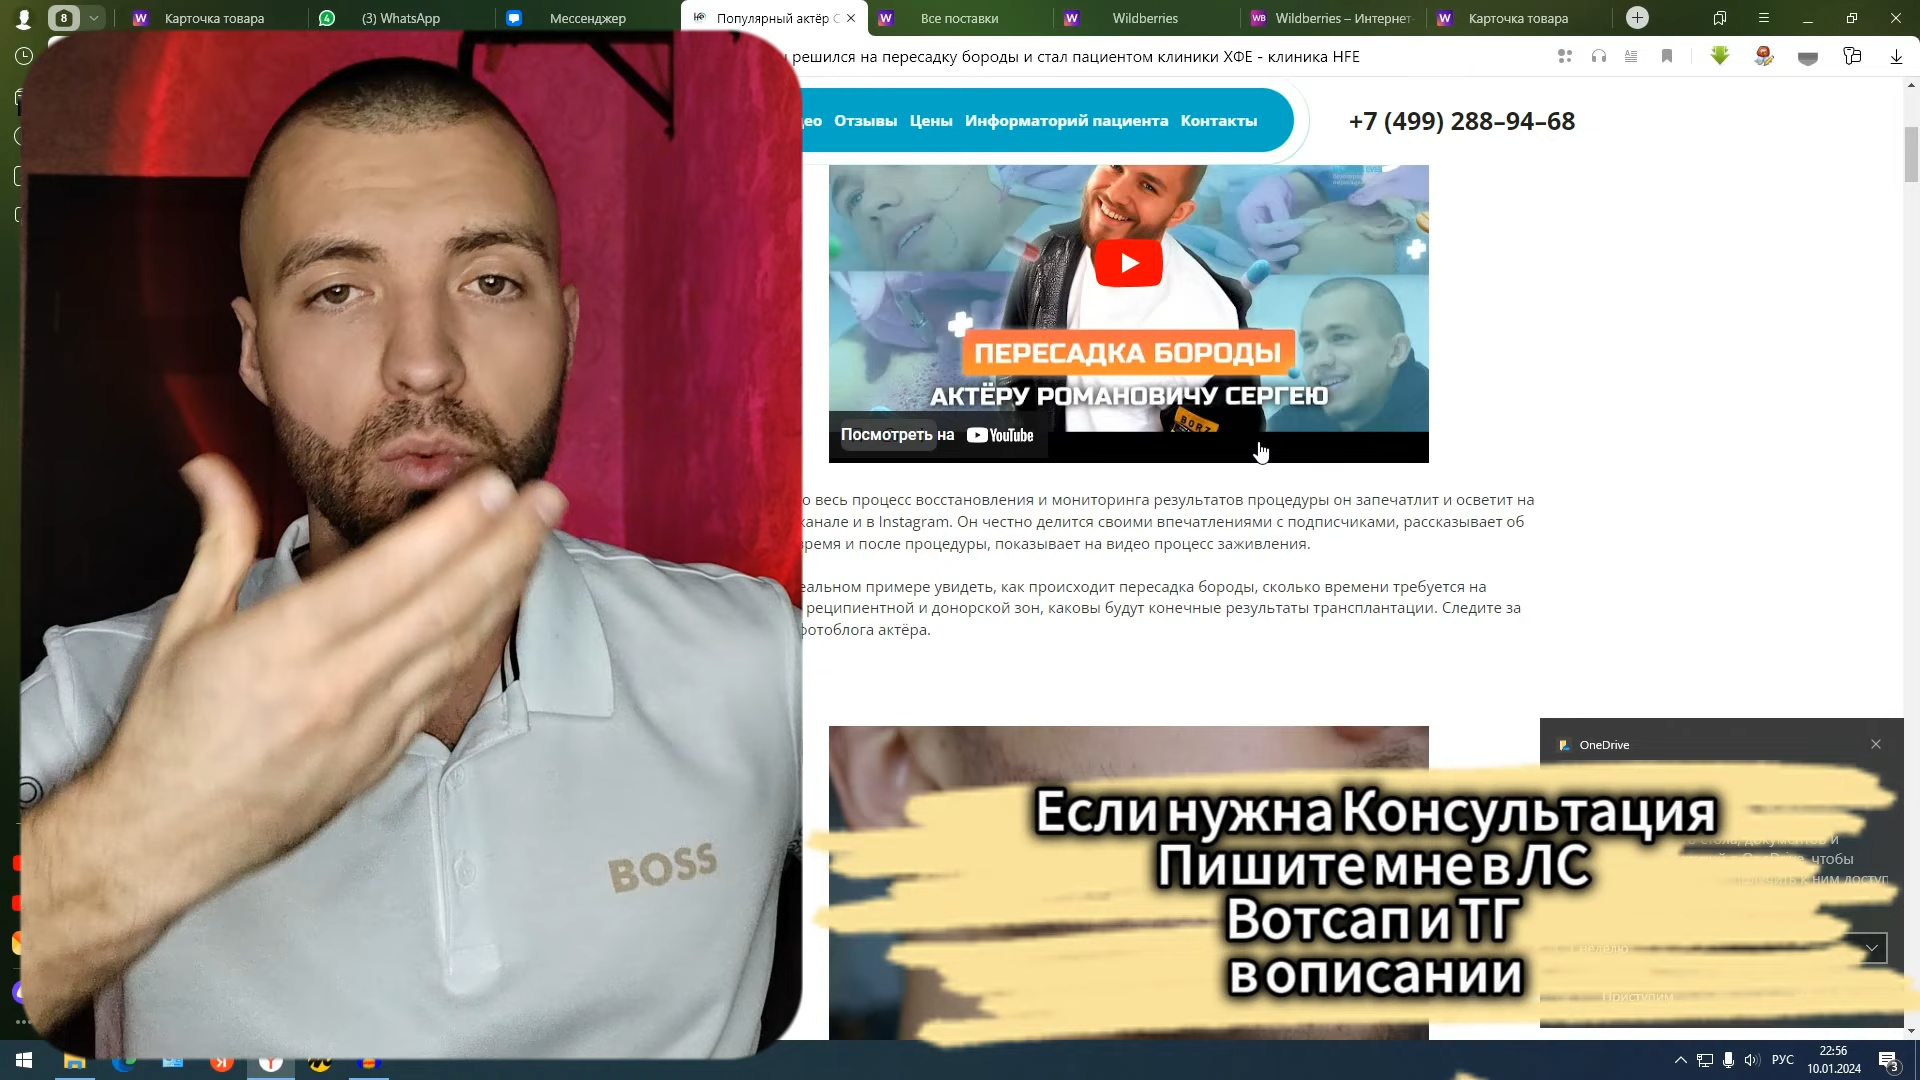 8
Карточка товара
(3) WhatsApp
Мессенджер
Популярный актёр С
Все поставки
Wildberries
Wildberries – Интернет-
Карточка товара
решился на пересадку бороды и стал пациентом клиники ХФЕ - клиника HFE
Отзывы Цены Информаторий пациента Контакты
+7 (499) 288–94–68
ПЕРЕСАДКА БОРОДЫ
АКТЁРУ РОМАНОВИЧУ СЕРГЕЮ
BORZ
Посмотреть на YouTube
о весь процесс восстановления и мониторинга результатов процедуры он запечатлит и осветит на
канале и в Instagram. Он честно делится своими впечатлениями с подписчиками, рассказывает об
время и после процедуры, показывает на видео процесс заживления.
еальном примере увидеть, как происходит пересадка бороды, сколько времени требуется на
реципиентной и донорской зон, каковы будут конечные результаты трансплантации. Следите за
фотоблога актёра.
OneDrive
Если нужна Консультация
Пишите мне в ЛС
Вотсап и ТГ
в описании
чтобы
Приступим
BOSS
РУС
22:56
10.01.2024
3